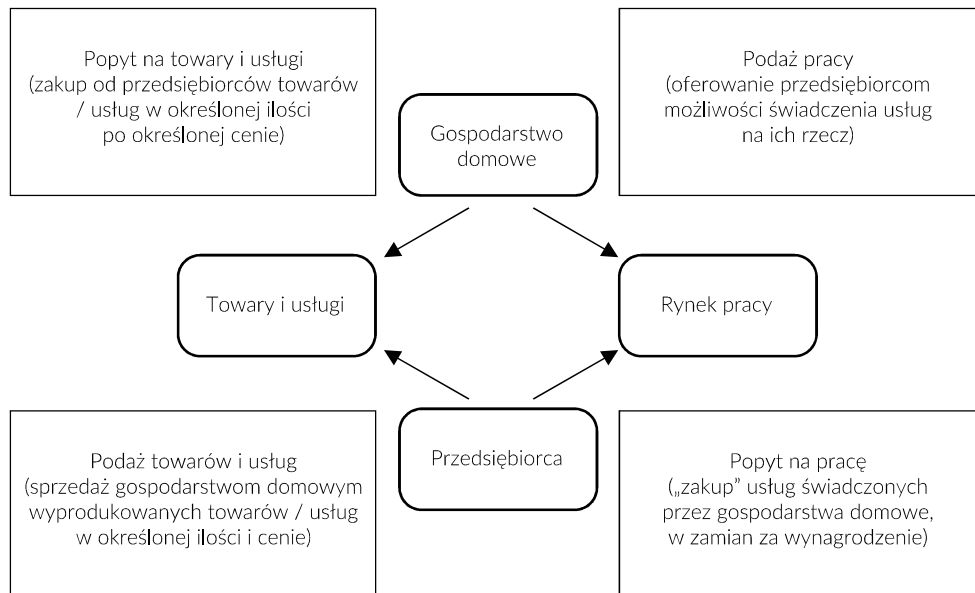 Popyt na towary i usługi
(zakup od przedsiębiorców towarów
/ usług w określonej ilości
po określonej cenie)
Gospodarstwo
domowe
Podaż pracy
(oferowanie przedsiębiorcom
możliwości świadczenia usług
na ich rzecz)
Towary i usługi
Rynek pracy
Podaż towarów i usług
(sprzedaż gospodarstwom domowym
wyprodukowanych towarów / usług
w określonej ilości i cenie)
Przedsiębiorca
Popyt na pracę
(„zakup” usług świadczonych
przez gospodarstwa domowe,
w zamian za wynagrodzenie)